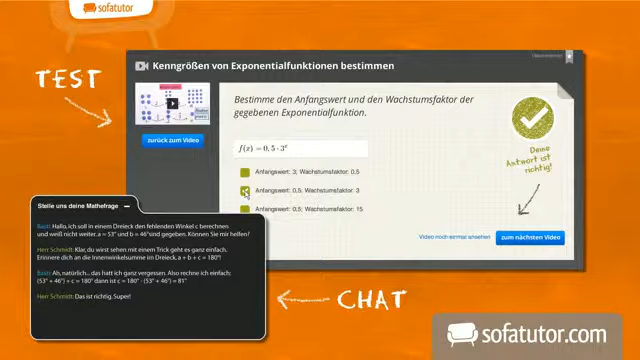 sofatutor
TEST
Kenngrößen von Exponentialfunktionen bestimmen
Bestimme den Anfangswert und den Wachstumsfaktor der
gegebenen Exponentialfunktion.
f(x) = 0,5 · 3ˣ
Anfangswert: 3; Wachstumsfaktor: 0,5
Anfangswert: 0,5; Wachstumsfaktor: 3
Anfangswert: 0,5; Wachstumsfaktor: 15
zurück zum Video
Deine
Antwort ist
richtig!
Video noch einmal ansehen
zum nächsten Video
Stelle uns deine Mathefrage
Basti: Hallo, ich soll in einem Dreieck den fehlenden Winkel c berechnen
und weiß nicht weiter. a = 53° und b = 46° sind gegeben. Können Sie mir helfen?
Herr Schmidt: Klar, du wirst sehen mit einem Trick geht es ganz einfach.
Erinnere dich an die Innenwinkelsumme im Dreieck, a + b + c = 180°!
Basti: Ah, natürlich... das hatt ich ganz vergessen. Also rechne ich einfach:
(53° + 46°) + c = 180° dann ist c = 180° - (53° + 46°) = 81°
Herr Schmidt: Das ist richtig. Super!
CHAT
sofatutor.com